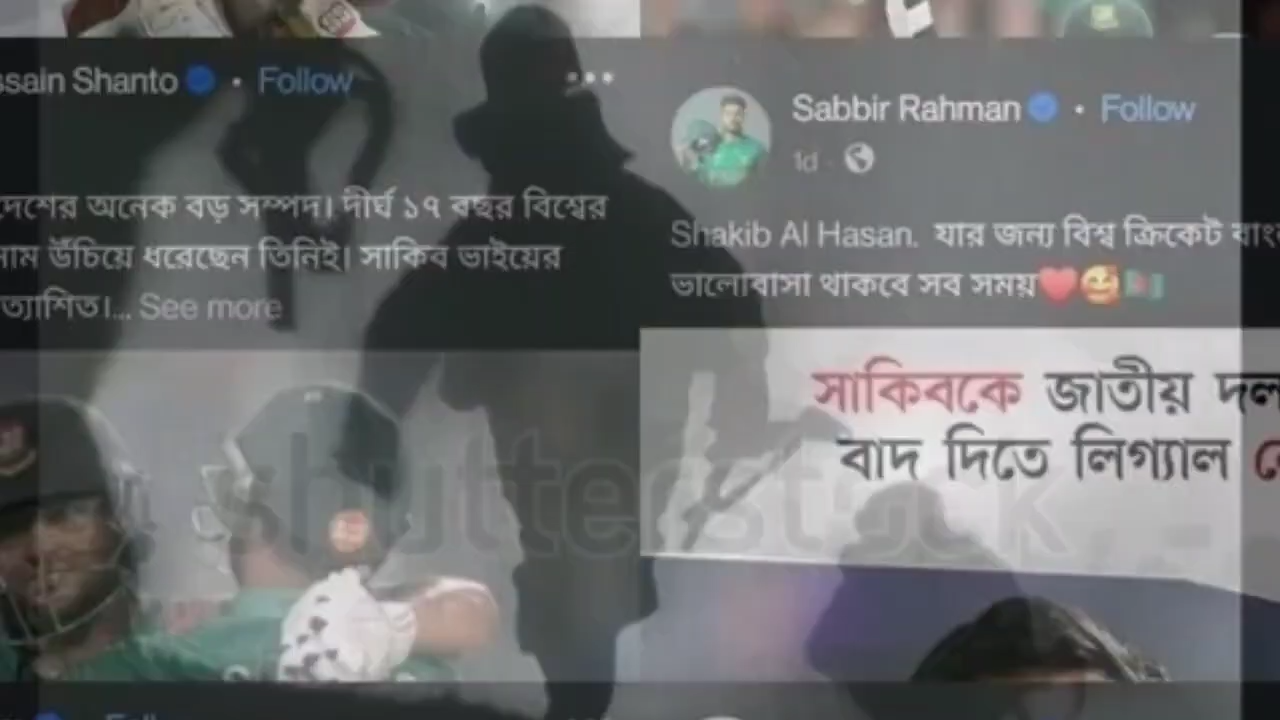 ssain Shanto • Follow
দেশের অনেক বড় সম্পদ। দীর্ঘ ১৭ বছর বিশ্বের
নাম উঁচিয়ে ধরেছেন তিনিই। সাকিব ভাইয়ের
ত্যাশিত।... See more
Sabbir Rahman • Follow
1d
Shakib Al Hasan. যার জন্য বিশ্ব ক্রিকেট বাং
ভালোবাসা থাকবে সব সময়❤️🥰🇧🇩
সাকিবকে জাতীয় দল
বাদ দিতে লিগ্যাল
shutterstock